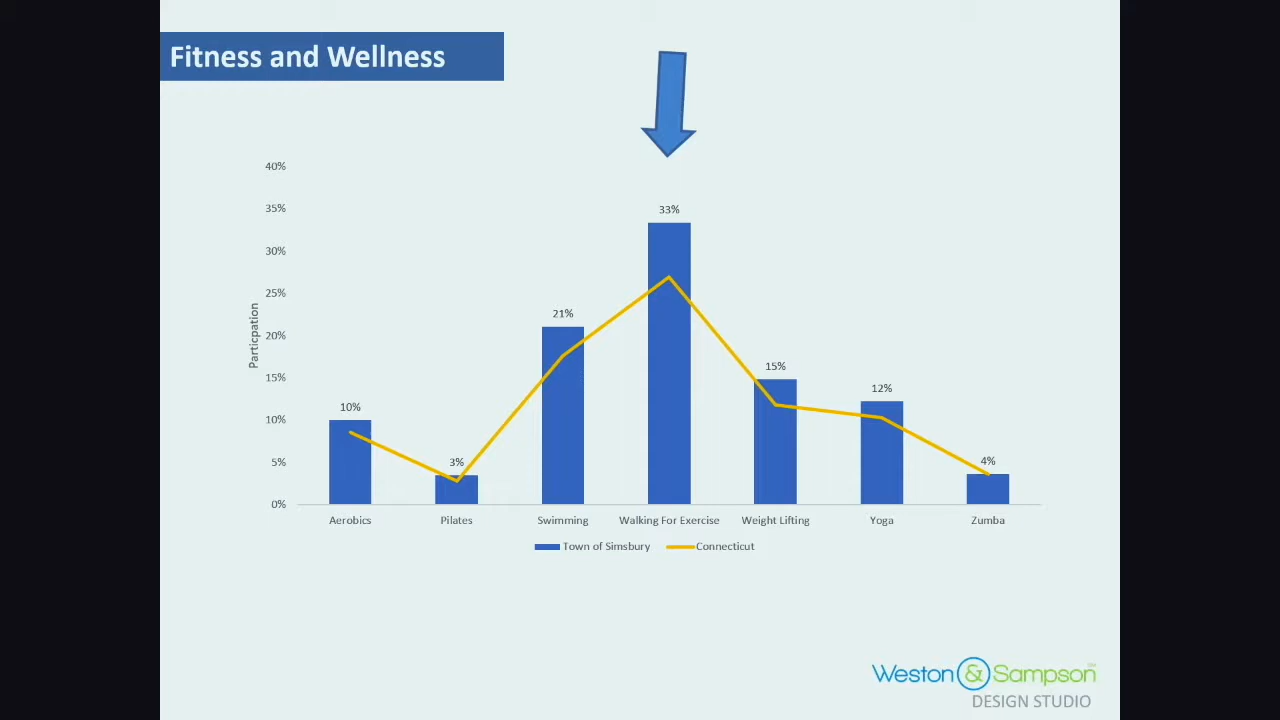 Fitness and Wellness
40%
35%
30%
25%
20%
15%
10%
5%
0%
Particpation
10%
3%
21%
33%
15%
12%
4%
Aerobics
Pilates
Swimming
Walking For Exercise
Weight Lifting
Yoga
Zumba
Town of Simsbury
Connecticut
Weston & Sampson
DESIGN STUDIO